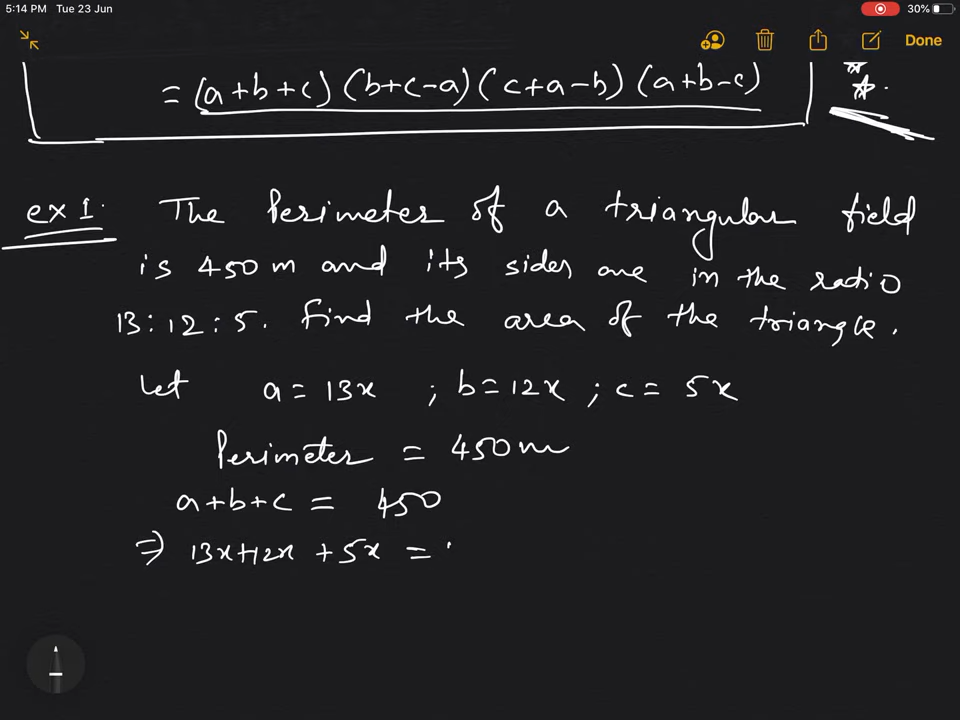 5:14 PM Tue 23 Jun 30%
Done
= (a+b+c) (b+c-a) (c+a-b) (a+b-c)
ex 1. The Perimeter of a triangular field
is 450 m and its sides are in the ratio
13:12:5. find the area of the triangle.
Let a = 13x ; b = 12x ; c = 5x
Perimeter = 450m
a+b+c = 450
⇒ 13x+12x +5x =